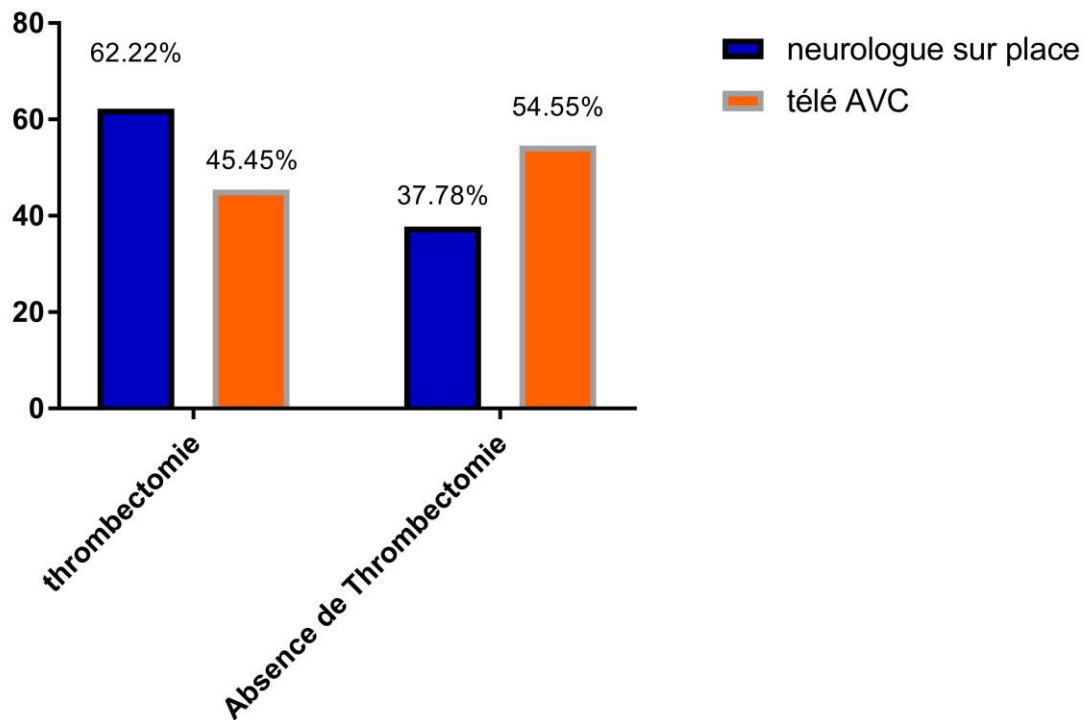 80
60
40
20
0
62.22%
45.45%
37.78%
54.55%
thrombectomie
Absence de Thrombectomie
neurologue sur place
télé AVC